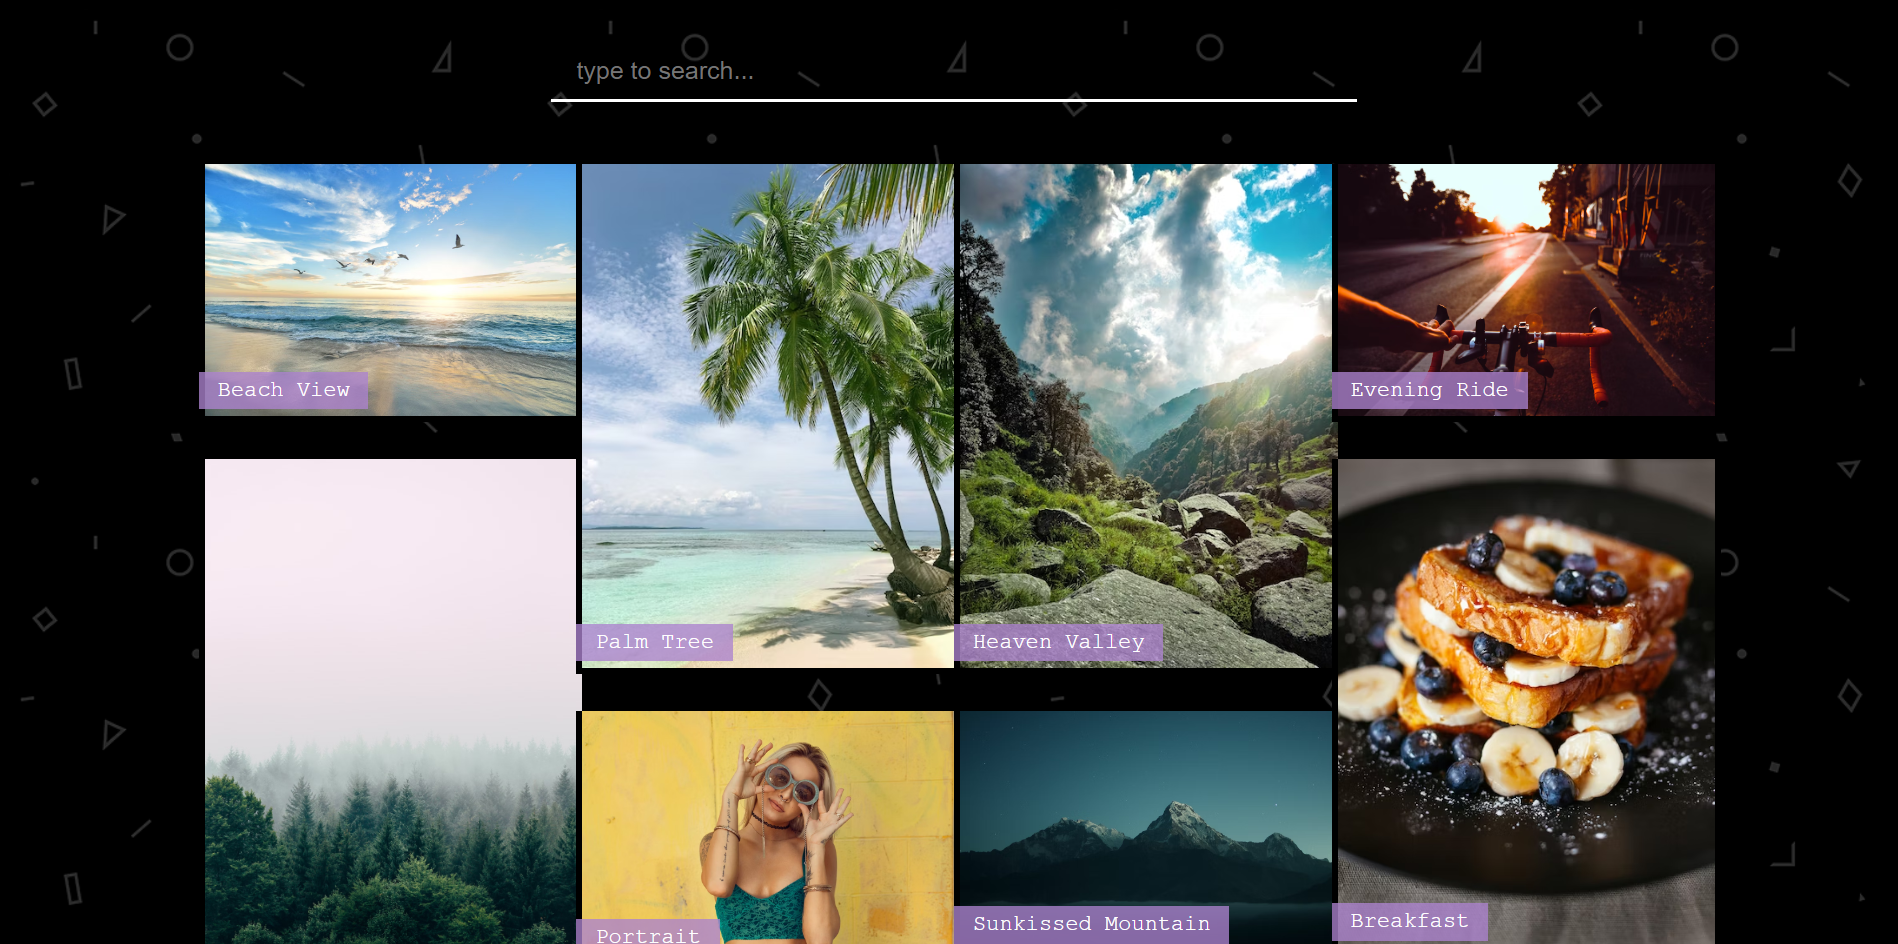 type to search...
Beach View
Evening Ride
Palm Tree
Heaven Valley
Portrait
Sunkissed Mountain
Breakfast